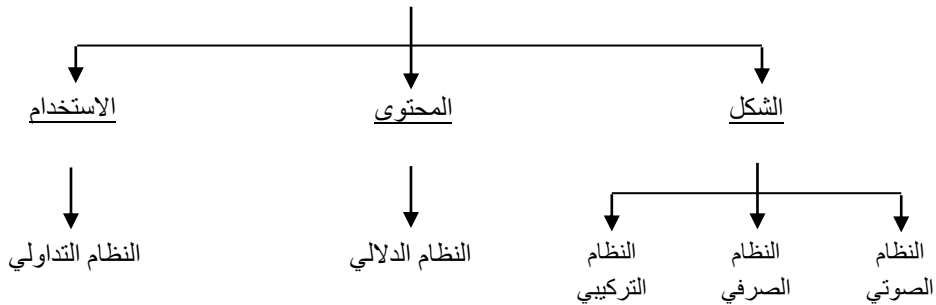 الشكل
المحتوى
الاستخدام
النظام الصوتي
النظام الصرفي
النظام التركيبي
النظام الدلالي
النظام التداولي